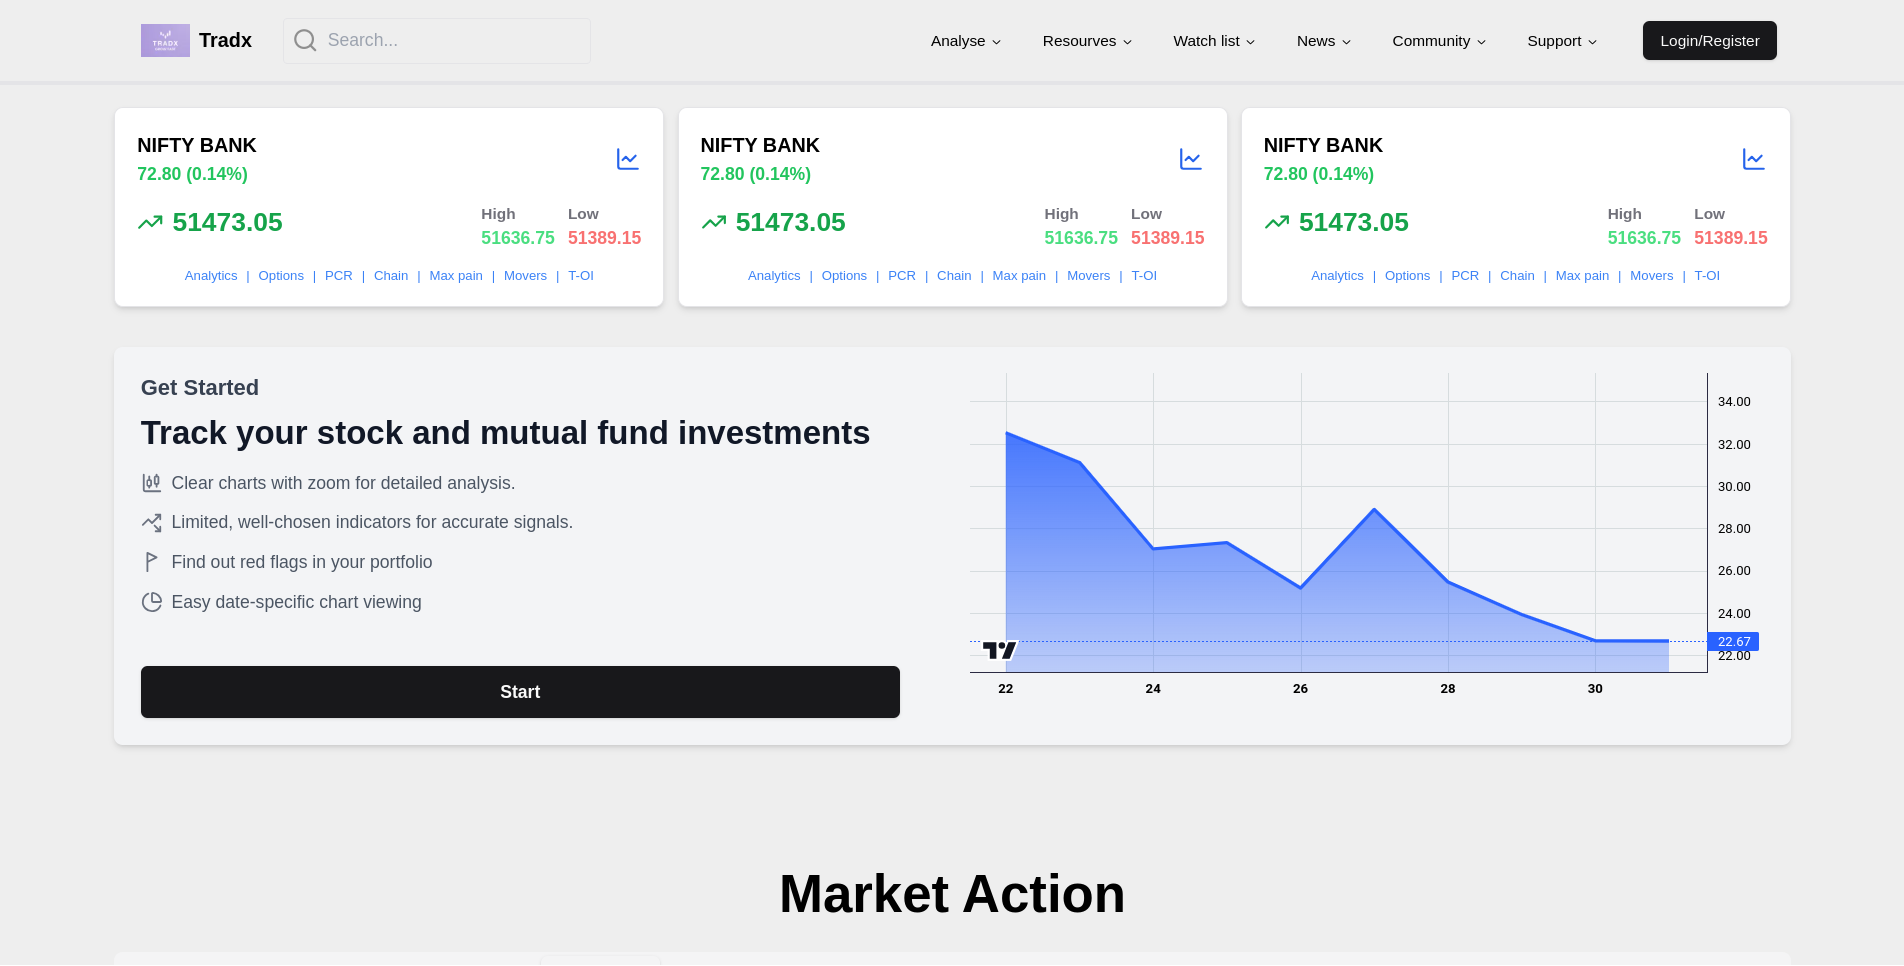 TRADX
Tradx
Search...
Analyse
Resources
Watch list
News
Community
Support
Login/Register
NIFTY BANK
72.80 (0.14%)
51473.05
High
51636.75
Low
51389.15
Analytics | Options | PCR | Chain | Max pain | Movers | T-OI
NIFTY BANK
72.80 (0.14%)
51473.05
High
51636.75
Low
51389.15
Analytics | Options | PCR | Chain | Max pain | Movers | T-OI
NIFTY BANK
72.80 (0.14%)
51473.05
High
51636.75
Low
51389.15
Analytics | Options | PCR | Chain | Max pain | Movers | T-OI
Get Started
Track your stock and mutual fund investments
Clear charts with zoom for detailed analysis.
Limited, well-chosen indicators for accurate signals.
Find out red flags in your portfolio
Easy date-specific chart viewing
Start
34.00
32.00
30.00
28.00
26.00
24.00
22.67
22.00
22 24 26 28 30
Market Action